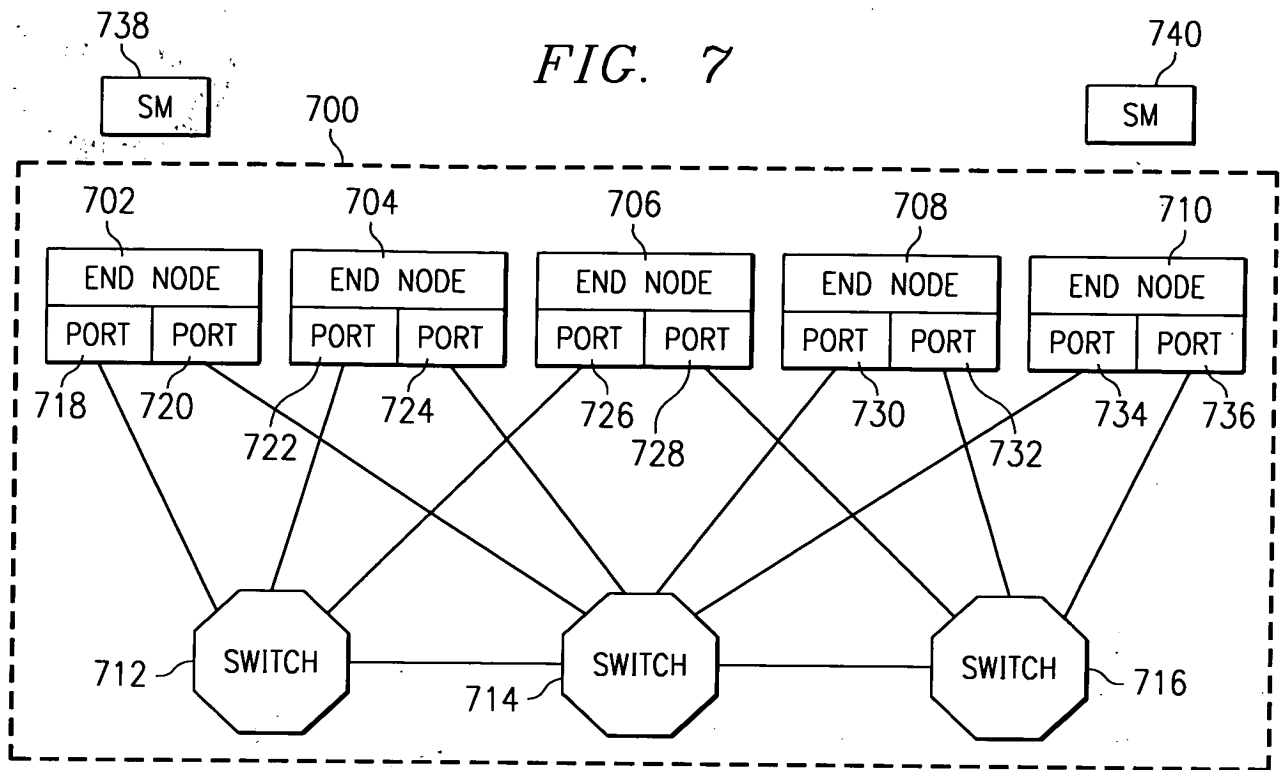 738
FIG. 7
740
SM
SM
700
702
704
706
708
710
END NODE
END NODE
END NODE
END NODE
END NODE
PORT PORT
PORT PORT
PORT PORT
PORT PORT
PORT PORT
718
720
722
724
726
728
730
732
734
736
SWITCH
SWITCH
SWITCH
712
714
716